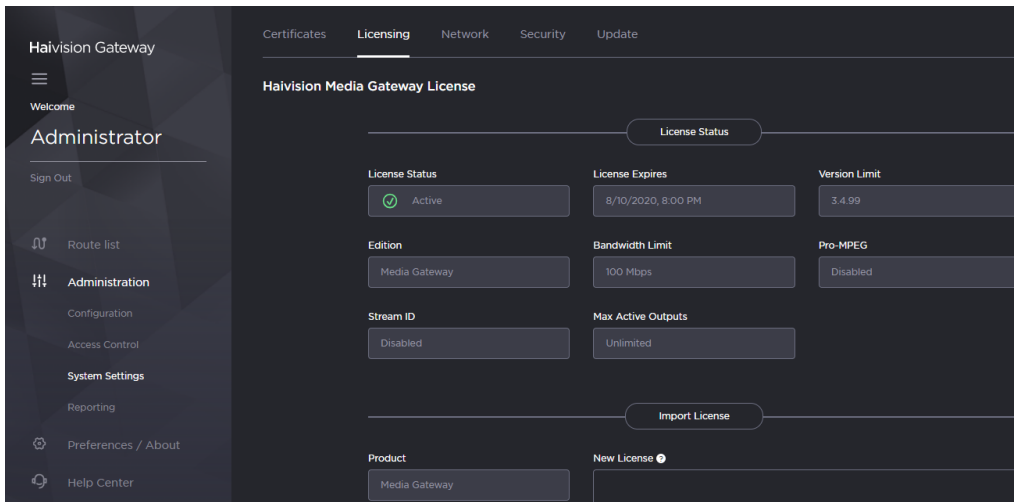 Haivision Gateway
Welcome
Administrator
Sign Out
Route list
Administration
Configuration
Access Control
System Settings
Reporting
Preferences / About
Help Center
Certificates Licensing Network Security Update
Haivision Media Gateway License
License Status
License Status License Expires Version Limit
Active 8/10/2020, 8:00 PM 3.4.99
Edition Bandwidth Limit Pro-MPEG
Media Gateway 100 Mbps Disabled
Stream ID Max Active Outputs
Disabled Unlimited
Import License
Product New License ?
Media Gateway